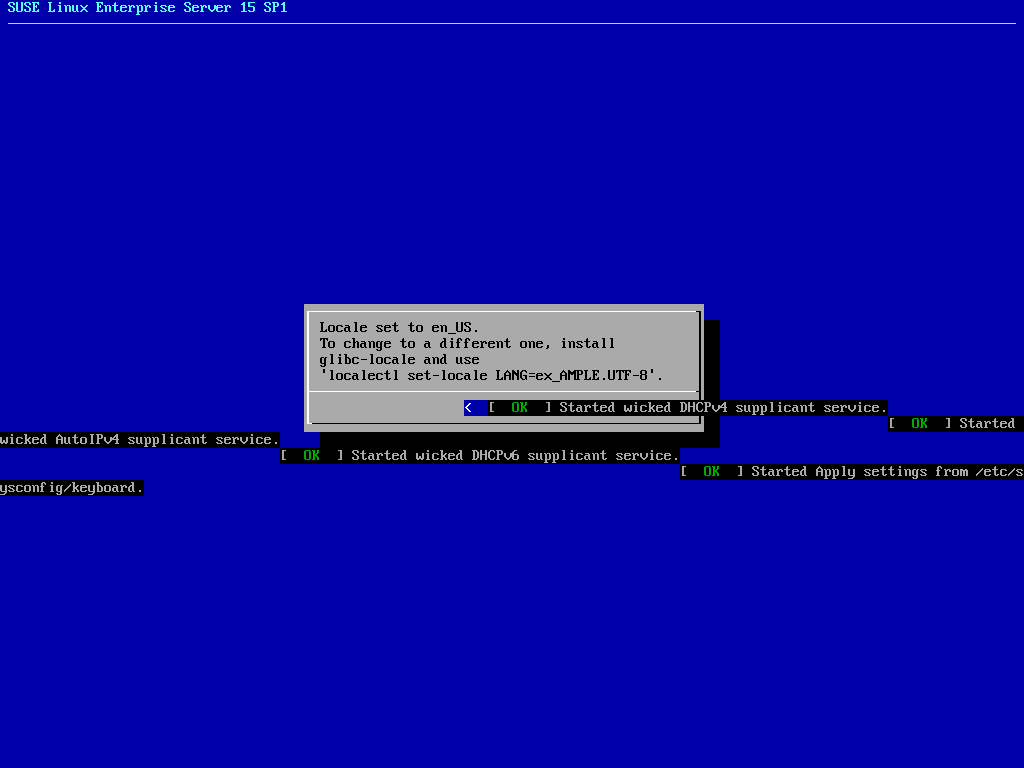 SUSE Linux Enterprise Server 15 SP1
Locale set to en_US.
To change to a different one, install
glibc-locale and use
'localectl set-locale LANG=ex_AMPLE.UTF-8'.
< [  OK  ] Started wicked DHCPv4 supplicant service.
[  OK  ] Started
wicked AutoIPv4 supplicant service.
[  OK  ] Started wicked DHCPv6 supplicant service.
[  OK  ] Started Apply settings from /etc/s
ysconfig/keyboard.